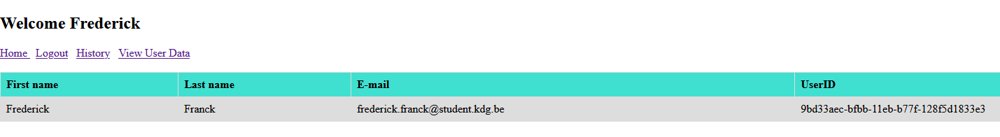 Welcome Frederick
Home Logout History View User Data
First name Last name E-mail UserID
Frederick Franck frederick.franck@student.kdg.be 9bd33aec-bfbb-11eb-b77f-128f5d1833e3